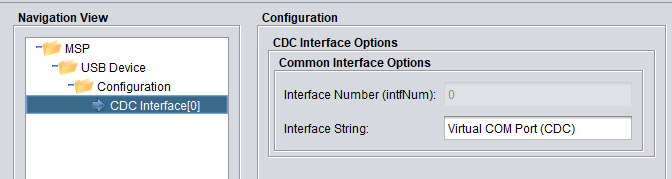 Navigation View
MSP
USB Device
Configuration
CDC Interface[0]
Configuration
CDC Interface Options
Common Interface Options
Interface Number (intfNum): 0
Interface String: Virtual COM Port (CDC)